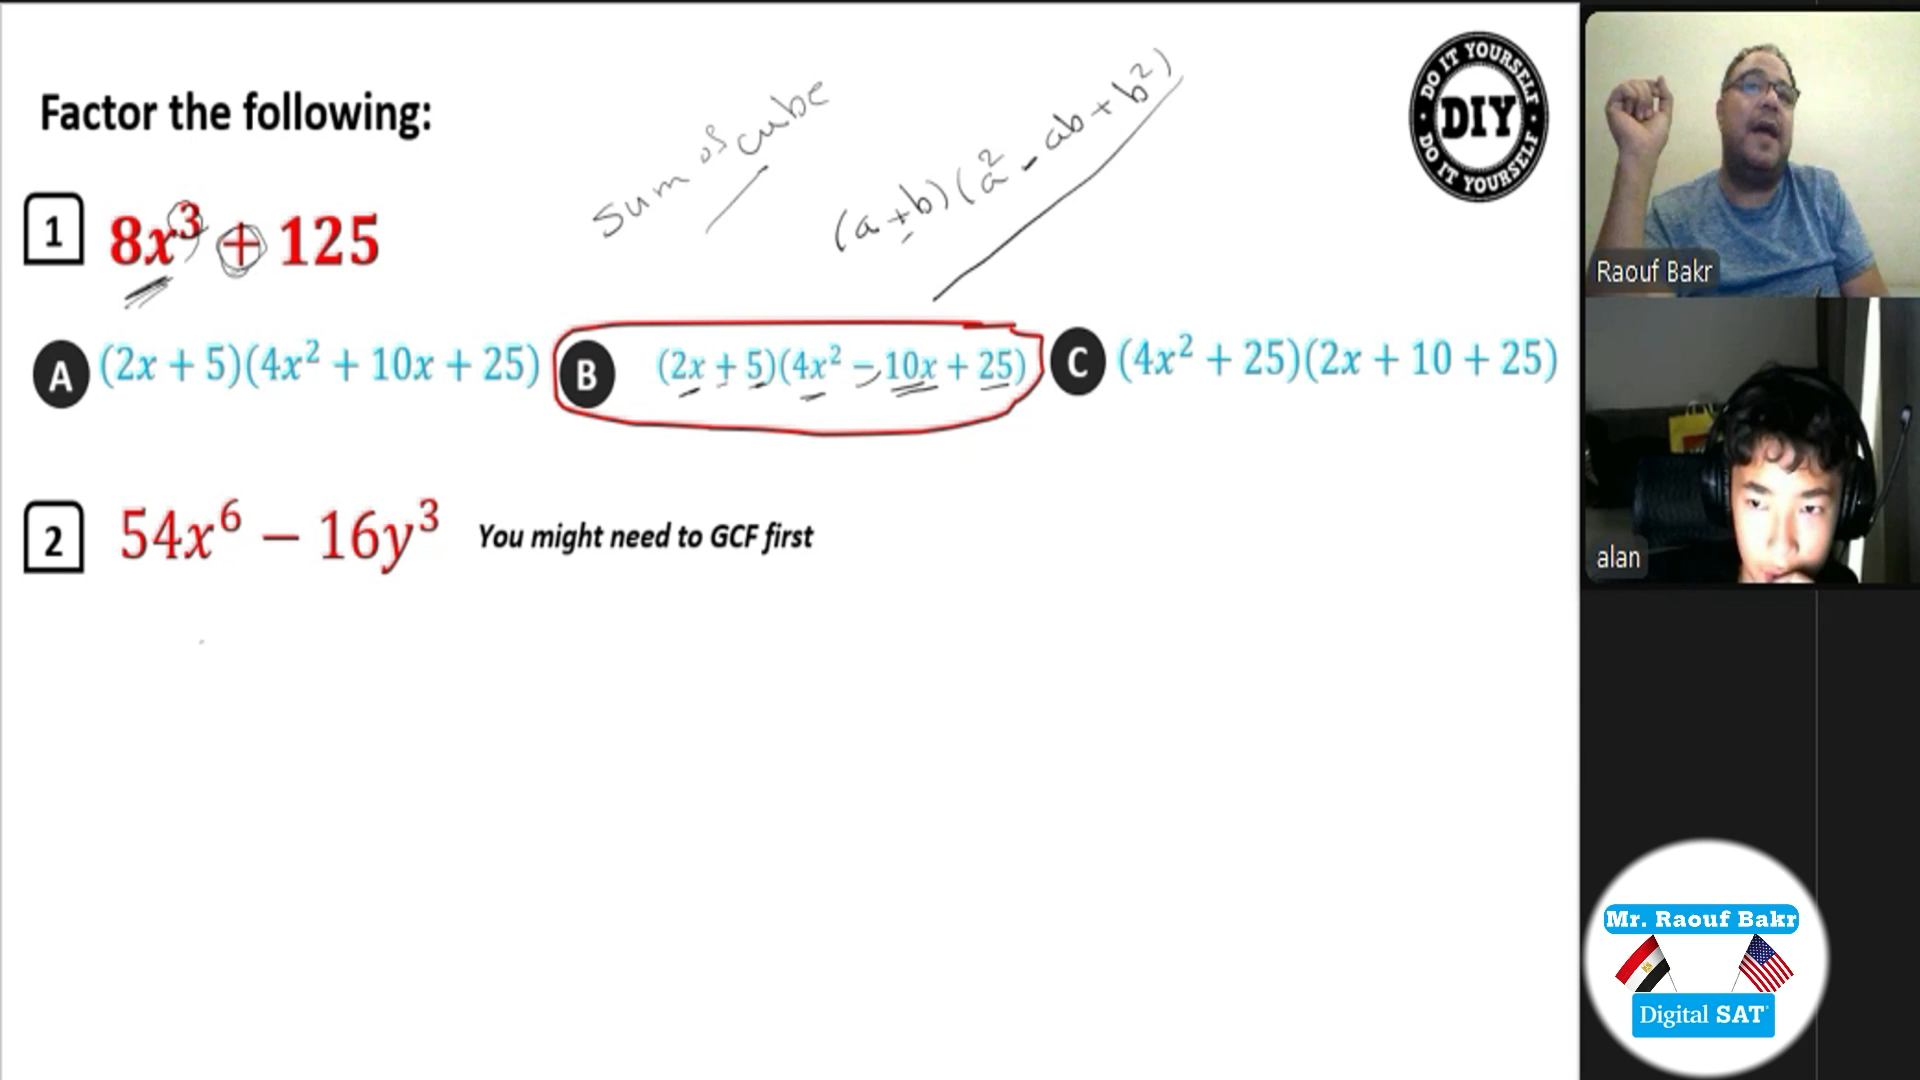 Factor the following:
sum of cube
(a+b)(a² - ab + b²)
DO IT YOURSELF
DIY
DO IT YOURSELF
1 8x³ + 125
A (2x + 5)(4x² + 10x + 25)
B (2x + 5)(4x² − 10x + 25)
C (4x² + 25)(2x + 10 + 25)
2 54x⁶ − 16y³ You might need to GCF first
Raouf Bakr
alan
Mr. Raouf Bakr
Digital SAT